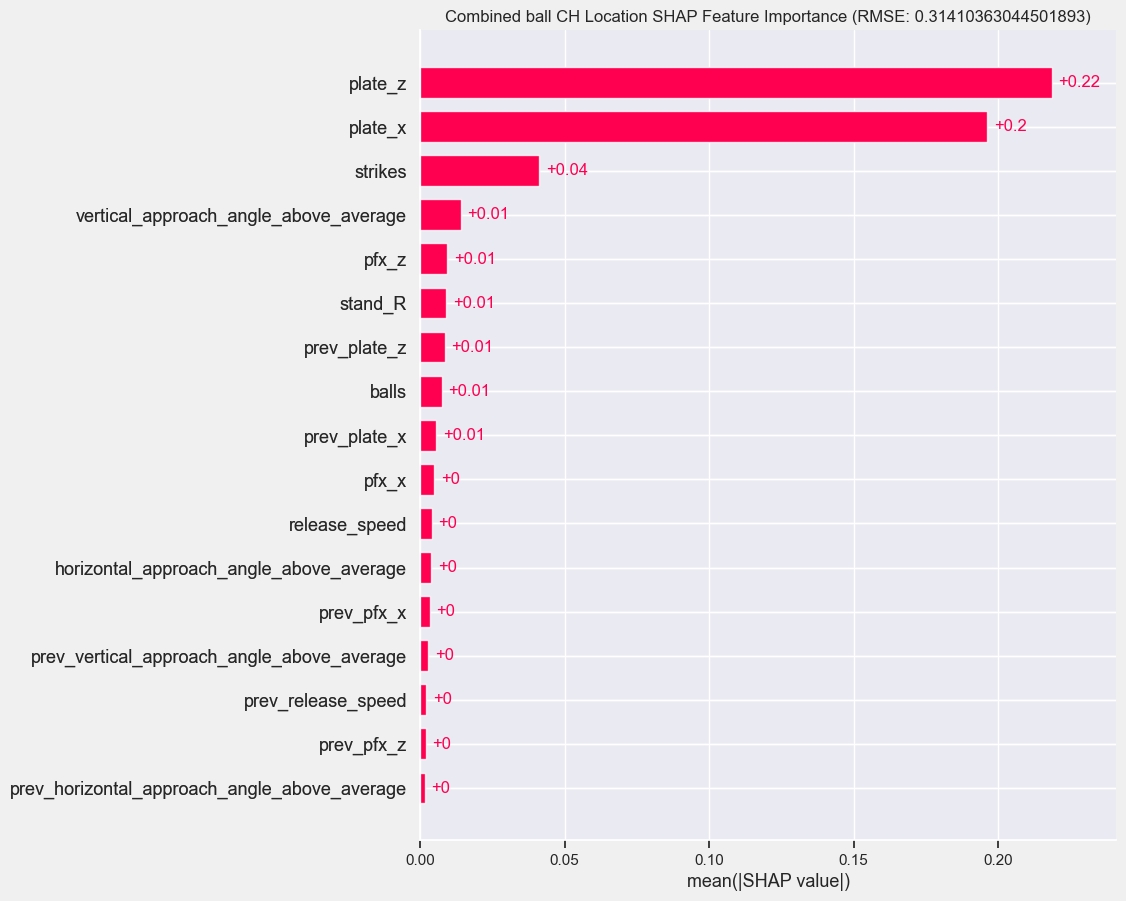 Combined ball CH Location SHAP Feature Importance (RMSE: 0.31410363044501893)
plate_z +0.22
plate_x +0.2
strikes +0.04
vertical_approach_angle_above_average +0.01
pfx_z +0.01
stand_R +0.01
prev_plate_z +0.01
balls +0.01
prev_plate_x +0.01
pfx_x +0
release_speed +0
horizontal_approach_angle_above_average +0
prev_pfx_x +0
prev_vertical_approach_angle_above_average +0
prev_release_speed +0
prev_pfx_z +0
prev_horizontal_approach_angle_above_average +0
0.00 0.05 0.10 0.15 0.20
mean(|SHAP value|)